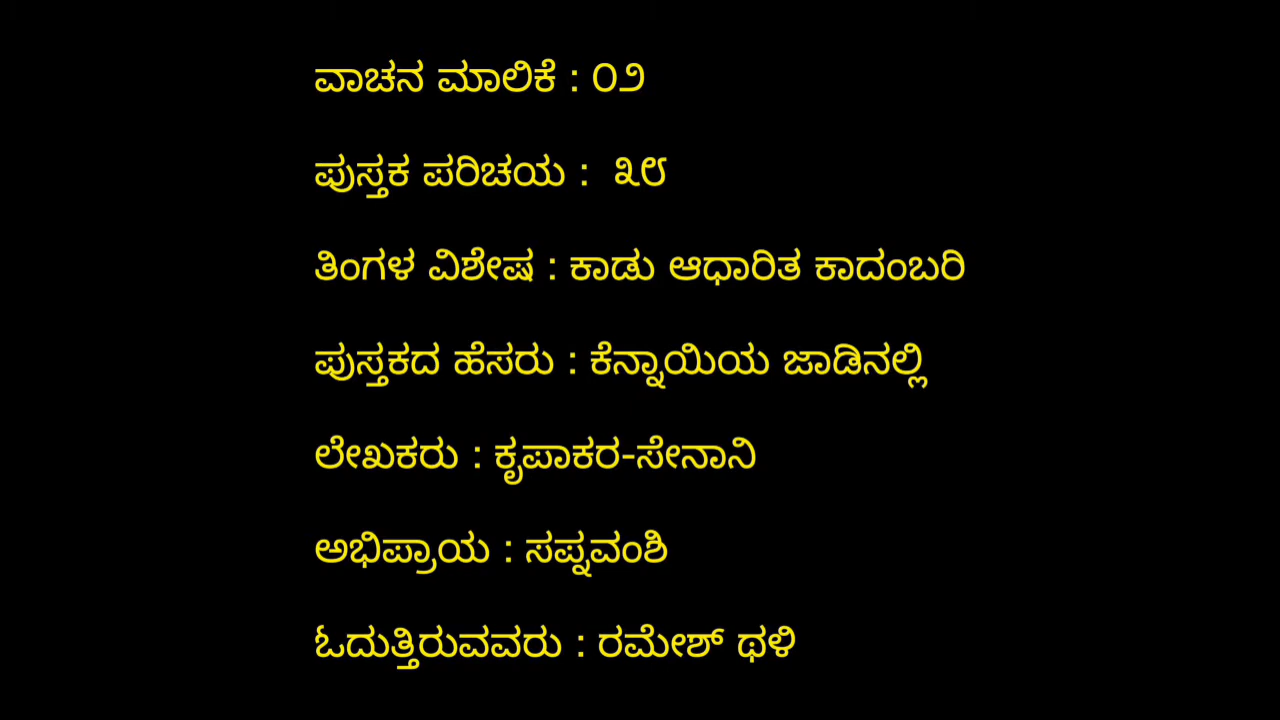 ವಾಚನ ಮಾಲಿಕೆ : ೦೨
ಪುಸ್ತಕ ಪರಿಚಯ : ೩೮
ತಿಂಗಳ ವಿಶೇಷ : ಕಾಡು ಆಧಾರಿತ ಕಾದಂಬರಿ
ಪುಸ್ತಕದ ಹೆಸರು : ಕೆನ್ನಾಯಿಯ ಜಾಡಿನಲ್ಲಿ
ಲೇಖಕರು : ಕೃಪಾಕರ-ಸೇನಾನಿ
ಅಭಿಪ್ರಾಯ : ಸಪ್ನವಂಶಿ
ಓದುತ್ತಿರುವವರು : ರಮೇಶ್ ಥಳಿ